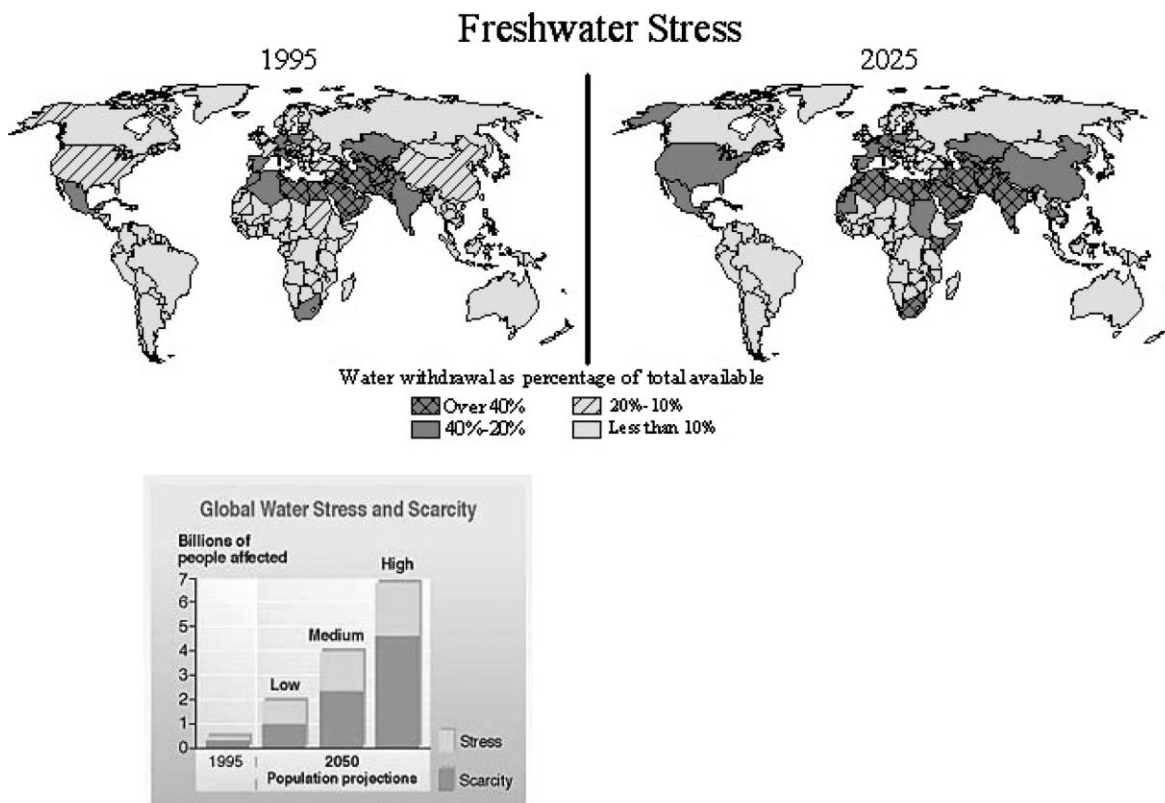 Freshwater Stress
1995
2025
Water withdrawal as percentage of total available
Over 40%
20%-10%
40%-20%
Less than 10%
Global Water Stress and Scarcity
Billions of
people affected
7
6
5
4
3
2
1
0
Low
Medium
High
1995
2050
Population projections
Stress
Scarcity